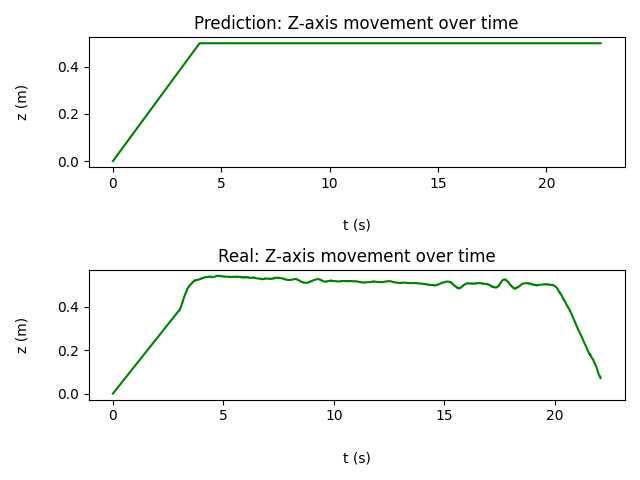 Prediction: Z-axis movement over time
z (m)
0.4
0.2
0.0
0 5 10 15 20
t (s)
Real: Z-axis movement over time
z (m)
0.4
0.2
0.0
0 5 10 15 20
t (s)